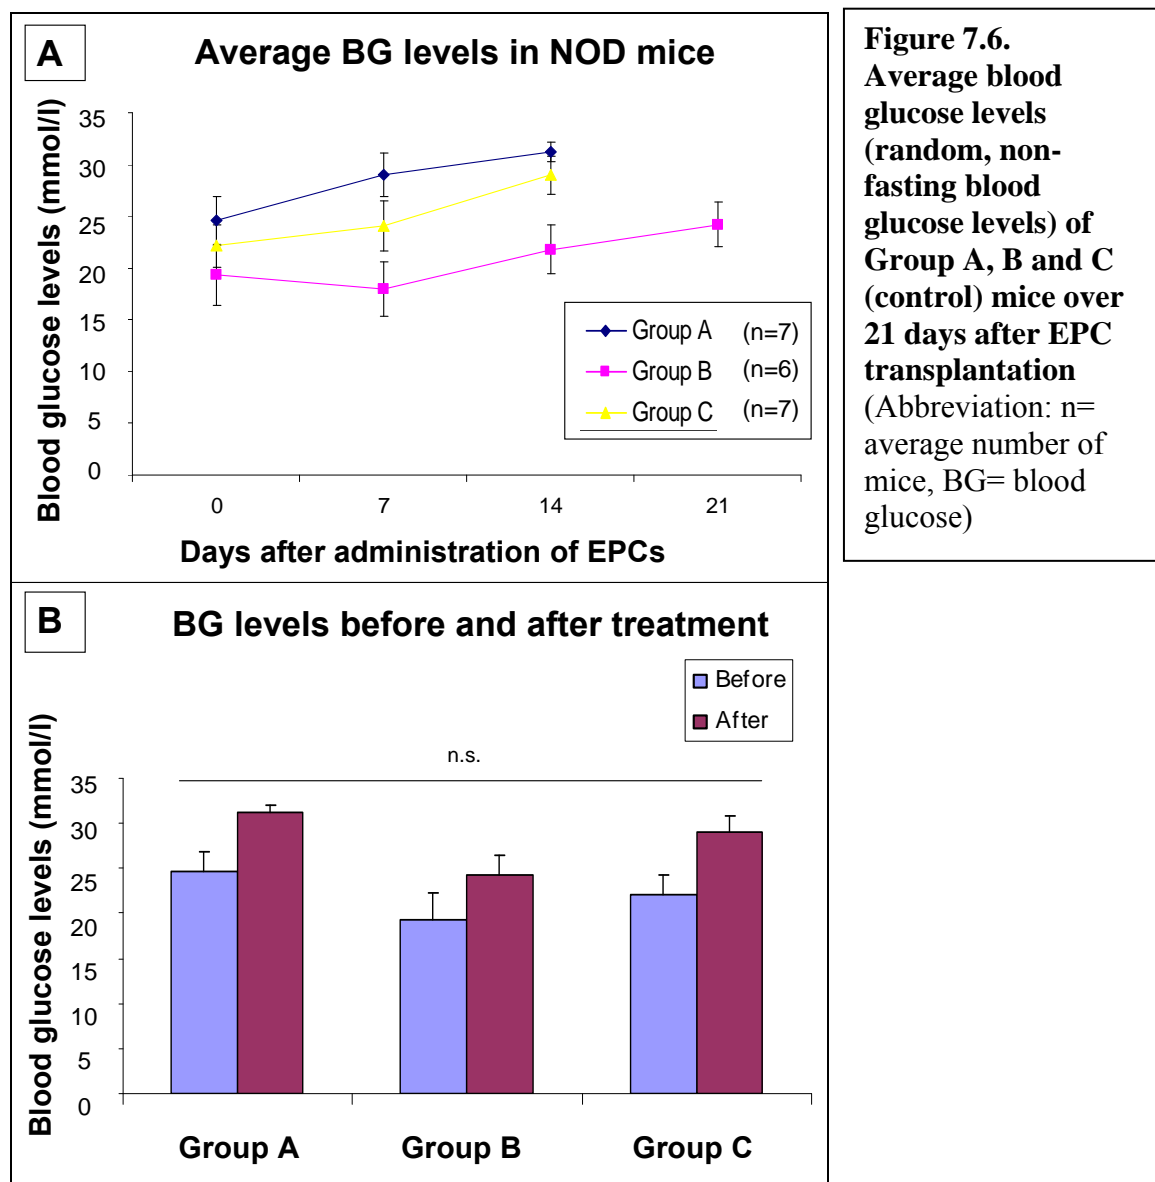 A
Average BG levels in NOD mice
Blood glucose levels (mmol/l)
35
30
25
20
15
10
5
0
Group A (n=7)
Group B (n=6)
Group C (n=7)
0 7 14 21
Days after administration of EPCs
Figure 7.6.
Average blood
glucose levels
(random, non-
fasting blood
glucose levels) of
Group A, B and C
(control) mice over
21 days after EPC
transplantation
(Abbreviation: n=
average number of
mice, BG= blood
glucose)
B
BG levels before and after treatment
Before
After
n.s.
Blood glucose levels (mmol/l)
35
30
25
20
15
10
5
0
Group A Group B Group C